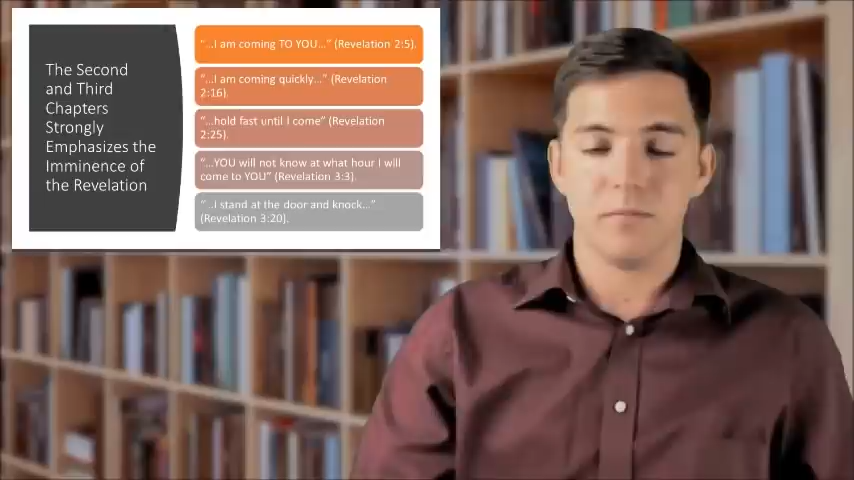 The Second
and Third
Chapters
Strongly
Emphasizes the
Imminence of
the Revelation
"...I am coming TO YOU..." (Revelation 2:5).
"...I am coming quickly..." (Revelation
2:16).
"...hold fast until I come" (Revelation
2:25).
"...YOU will not know at what hour I will
come to YOU" (Revelation 3:3).
"...I stand at the door and knock..."
(Revelation 3:20).